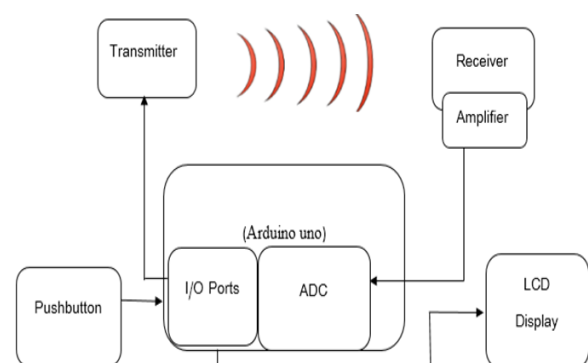 Transmitter
Receiver
Amplifier
(Arduino uno)
I/O Ports
ADC
Pushbutton
LCD
Display